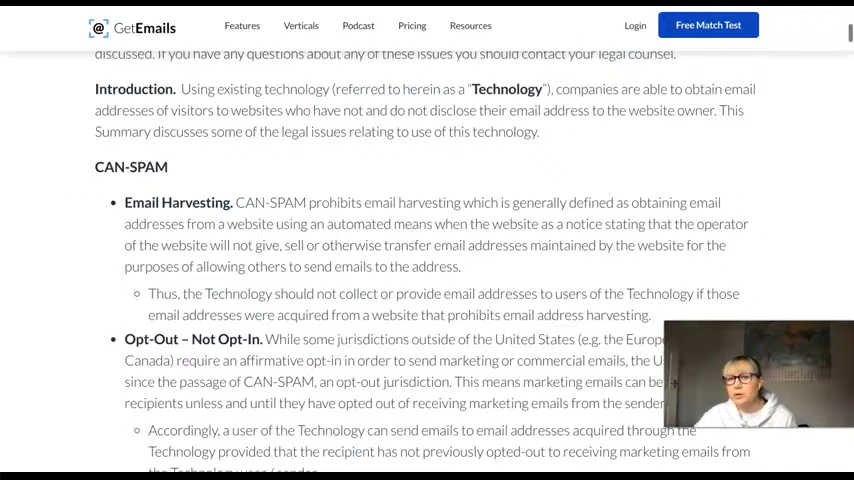 GetEmails
Features
Verticals
Podcast
Pricing
Resources
Login
Free Match Test
discussed. If you have any questions about any of these issues you should contact your legal counsel.
Introduction. Using existing technology (referred to herein as a "Technology"), companies are able to obtain email
addresses of visitors to websites who have not and do not disclose their email address to the website owner. This
Summary discusses some of the legal issues relating to use of this technology.
CAN-SPAM
• Email Harvesting. CAN-SPAM prohibits email harvesting which is generally defined as obtaining email
addresses from a website using an automated means when the website as a notice stating that the operator
of the website will not give, sell or otherwise transfer email addresses maintained by the website for the
purposes of allowing others to send emails to the address.
◦ Thus, the Technology should not collect or provide email addresses to users of the Technology if those
email addresses were acquired from a website that prohibits email address harvesting.
• Opt-Out – Not Opt-In. While some jurisdictions outside of the United States (e.g. the
Canada) require an affirmative opt-in in order to send marketing or commercial emails, the
since the passage of CAN-SPAM, an opt-out jurisdiction. This means marketing emails can be
recipients unless and until they have opted out of receiving marketing emails from the sender
◦ Accordingly, a user of the Technology can send emails to email addresses acquired through the
Technology provided that the recipient has not previously opted-out to receiving marketing emails from
the Technology user / sender